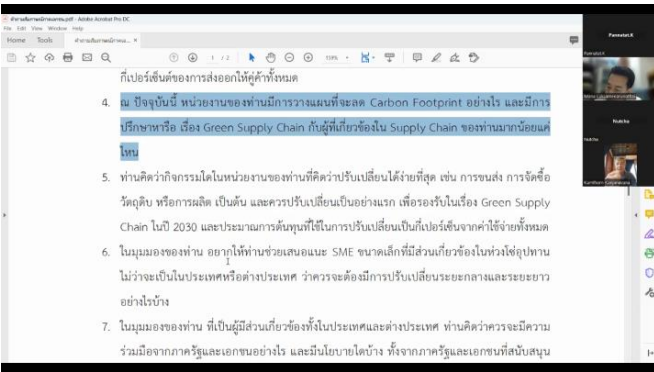 คำถามสัมภาษณ์ภาคเอกชน.pdf - Adobe Acrobat Pro DC
File Edit View Window Help
Home Tools
1 / 2
Pannatat.K
Pannatat.K
Nutcha
Nutcha
กี่เปอร์เซ็นต์ของการส่งออกให้คู่ค้าทั้งหมด
4. ณ ปัจจุบันนี้ หน่วยงานของท่านมีการวางแผนที่จะลด Carbon Footprint อย่างไร และมีการ
ปรึกษาหารือ เรื่อง Green Supply Chain กับผู้ที่เกี่ยวข้องใน Supply Chain ของท่านมากน้อยแค่
ไหน
5. ท่านคิดว่ากิจกรรมใดในหน่วยงานของท่านที่คิดว่าปรับเปลี่ยนได้ง่ายที่สุด เช่น การขนส่ง การจัดซื้อ
วัตถุดิบ หรือการผลิต เป็นต้น และควรปรับเปลี่ยนเป็นอย่างแรก เพื่อรองรับในเรื่อง Green Supply
Chain ในปี 2030 และประมาณการต้นทุนที่ใช้ในการปรับเปลี่ยนเป็นกี่เปอร์เซ็นจากค่าใช้จ่ายทั้งหมด
6. ในมุมมองของท่าน อยากให้ท่านช่วยเสนอแนะ SME ขนาดเล็กที่มีส่วนเกี่ยวข้องในห่วงโซ่อุปทาน
ไม่ว่าจะเป็นในประเทศหรือต่างประเทศ ว่าควรจะต้องมีการปรับเปลี่ยนระยะกลางและระยะยาว
อย่างไรบ้าง
7. ในมุมมองของท่าน ที่เป็นผู้มีส่วนเกี่ยวข้องทั้งในประเทศและต่างประเทศ ท่านคิดว่าควรจะมีความ
ร่วมมือจากภาครัฐและเอกชนอย่างไร และมีนโยบายใดบ้าง ทั้งจากภาครัฐและเอกชนที่สนับสนุน